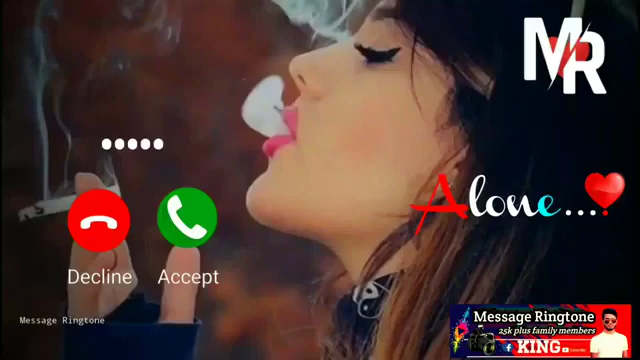 MR
Alone...
Decline
Accept
Message Ringtone
Message Ringtone
25k plus family members
KING